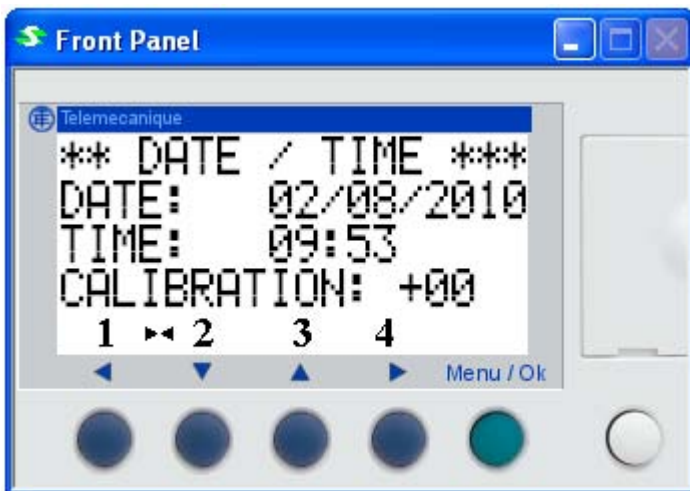 Front Panel
Telemecanique
** DATE / TIME ***
DATE: 02/08/2010
TIME: 09:53
CALIBRATION: +00
1 2 3 4
Menu / Ok